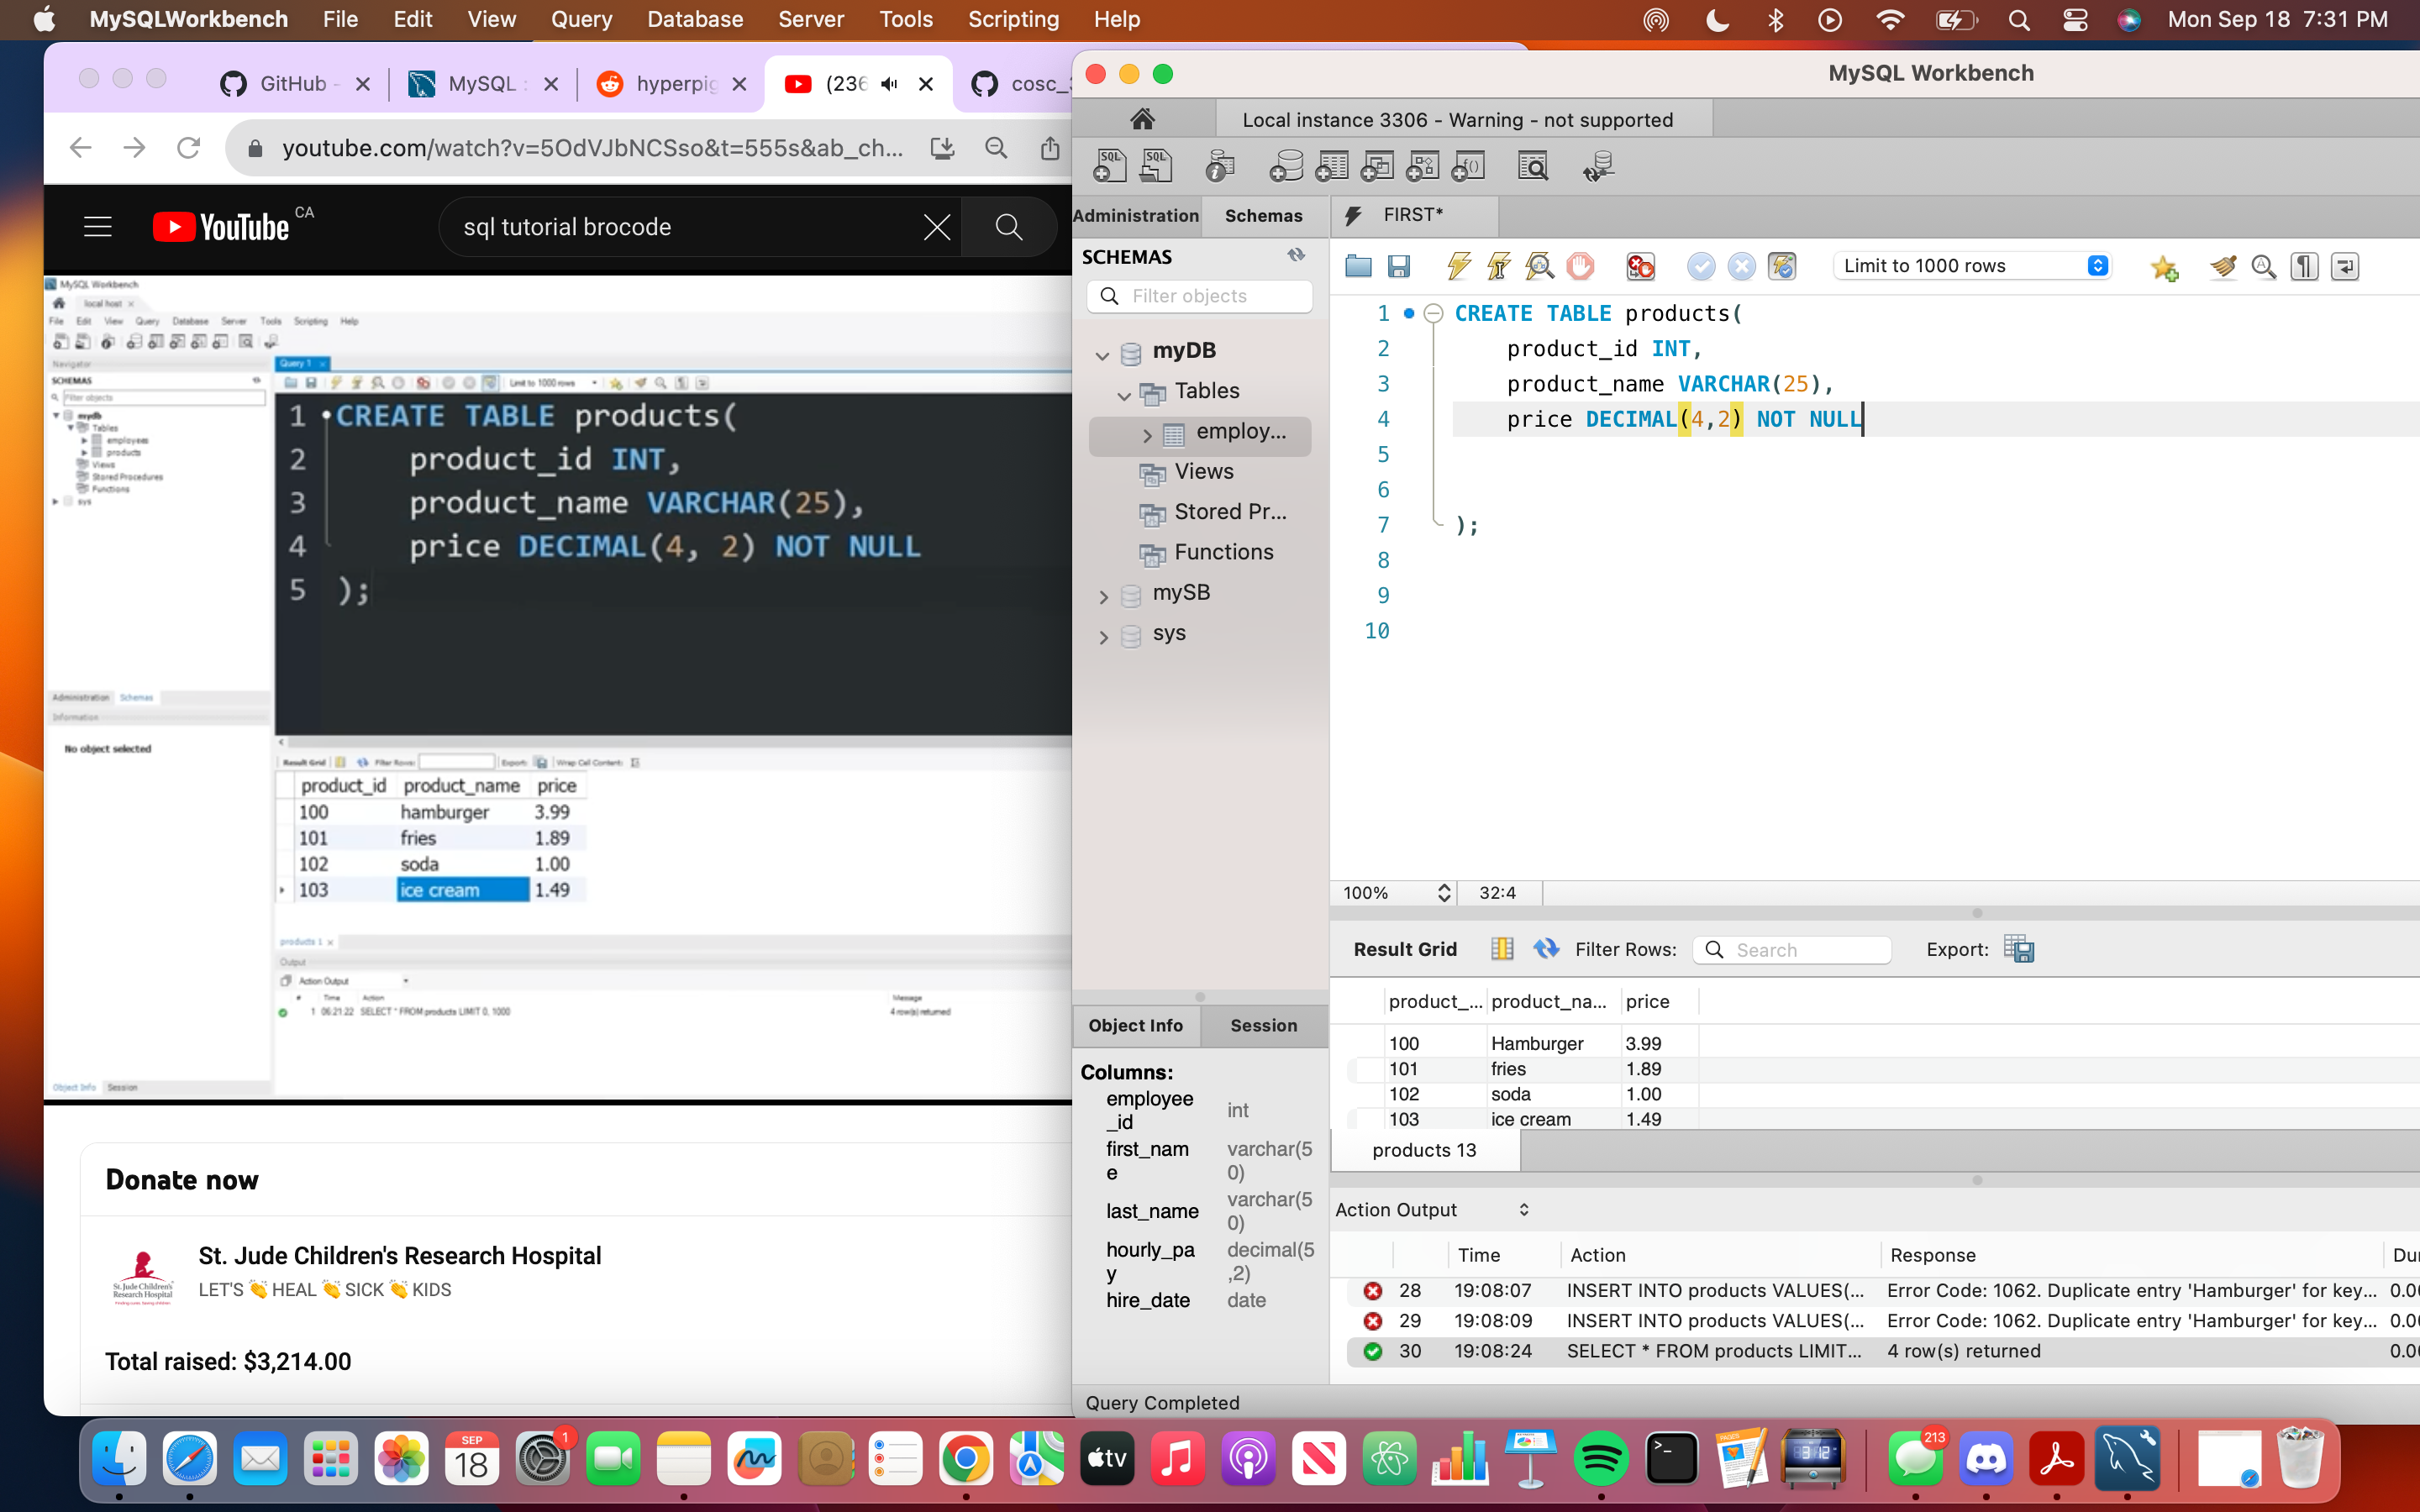 MySQLWorkbench File Edit View Query Database Server Tools Scripting Help
Mon Sep 18 7:31 PM
GitHub -
MySQL :
hyperpig
(236
cosc_3
youtube.com/watch?v=5OdVJbNCSso&t=555s&ab_ch...
YouTube CA
sql tutorial brocode
MySQL Workbench
local host
File Edit View Query Database Server Tools Scripting Help
Navigator
Query 1
SCHEMAS
Filter objects
Limit to 1000 rows
mydb
Tables
employees
products
Views
Stored Procedures
Functions
sys
1 CREATE TABLE products(
2 product_id INT,
3 product_name VARCHAR(25),
4 price DECIMAL(4, 2) NOT NULL
5 );
Administration Schemas
Information
No object selected
Result Grid Filter Rows: Export: Wrap Cell Content:
product_id product_name price
100 hamburger 3.99
101 fries 1.89
102 soda 1.00
103 ice cream 1.49
products 1
Output
Action Output
# Time Action Message
1 06:21:22 SELECT * FROM products LIMIT 0, 1000 4 row(s) returned
Object Info Session
Donate now
St. Jude Children's Research Hospital
St. Jude Children's
Research Hospital
LET'S 👏 HEAL 👏 SICK 👏 KIDS
Total raised: $3,214.00
MySQL Workbench
Local instance 3306 - Warning - not supported
Administration Schemas
FIRST*
SCHEMAS
Filter objects
Limit to 1000 rows
myDB
Tables
employ...
Views
Stored Pr...
Functions
mySB
sys
1 CREATE TABLE products(
2 product_id INT,
3 product_name VARCHAR(25),
4 price DECIMAL(4,2) NOT NULL
5
6
7 );
8
9
10
100% 32:4
Result Grid Filter Rows: Search Export:
product_... product_na... price
100 Hamburger 3.99
101 fries 1.89
102 soda 1.00
103 ice cream 1.49
products 13
Object Info Session
Columns:
employee_id int
first_name varchar(50)
last_name varchar(50)
hourly_pay decimal(5,2)
hire_date date
Action Output
Time Action Response Du
28 19:08:07 INSERT INTO products VALUES(... Error Code: 1062. Duplicate entry 'Hamburger' for key... 0.0
29 19:08:09 INSERT INTO products VALUES(... Error Code: 1062. Duplicate entry 'Hamburger' for key... 0.0
30 19:08:24 SELECT * FROM products LIMIT... 4 row(s) returned 0.0
Query Completed
SEP
18
1
tv
PAGES
213